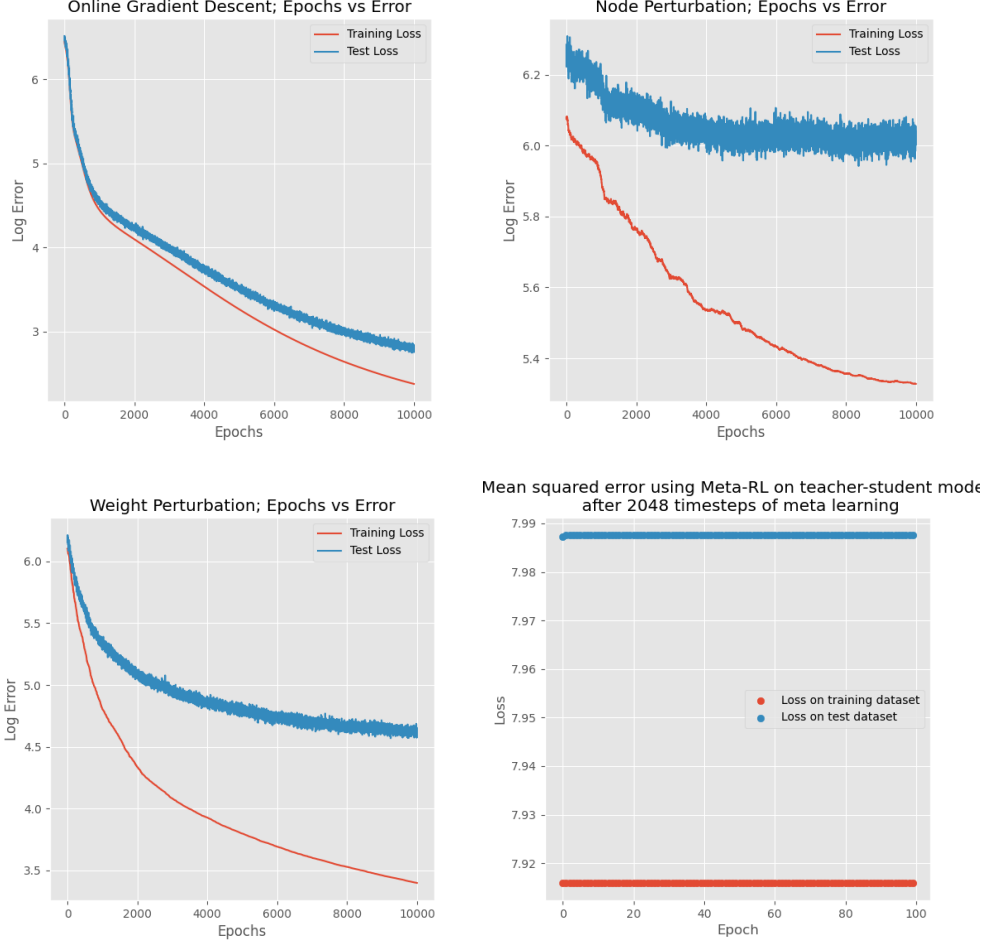 Online Gradient Descent; Epochs vs Error
Training Loss
Test Loss
Log Error
6
5
4
3
0
2000
4000
6000
8000
10000
Epochs
Node Perturbation; Epochs vs Error
Training Loss
Test Loss
Log Error
6.2
6.0
5.8
5.6
5.4
0
2000
4000
6000
8000
10000
Epochs
Weight Perturbation; Epochs vs Error
Training Loss
Test Loss
Log Error
6.0
5.5
5.0
4.5
4.0
3.5
0
2000
4000
6000
8000
10000
Epochs
Mean squared error using Meta-RL on teacher-student mode
after 2048 timesteps of meta learning
7.99
7.98
7.97
7.96
7.95
7.94
7.93
7.92
Loss
Loss on training dataset
Loss on test dataset
0
20
40
60
80
100
Epoch